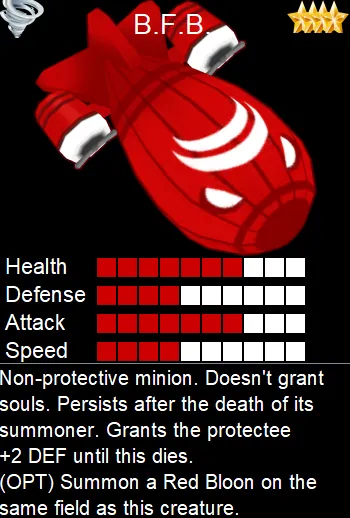 B.F.B.
Health
Defense
Attack
Speed
Non-protective minion. Doesn't grant
souls. Persists after the death of its
summoner. Grants the protectee
+2 DEF until this dies.
(OPT) Summon a Red Bloon on the
same field as this creature.